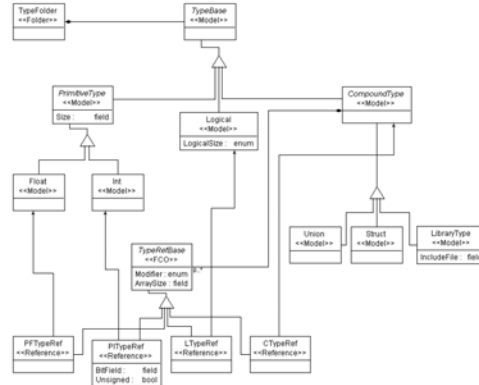 TypeFolder
<<Folder>>
TypeBase
<<Model>>
PrimitiveType
<<Model>>
Size : field
Logical
<<Model>>
LogicalSize : enum
CompoundType
<<Model>>
Float
<<Model>>
Int
<<Model>>
Union
<<Model>>
Struct
<<Model>>
LibraryType
<<Model>>
IncludeFile : field
TypeRefBase
<<FCO>>
Modifier : enum
ArraySize : field
0..*
PFTypeRef
<<Reference>>
PITypeRef
<<Reference>>
BitField : field
Unsigned : bool
LTypeRef
<<Reference>>
CTypeRef
<<Reference>>